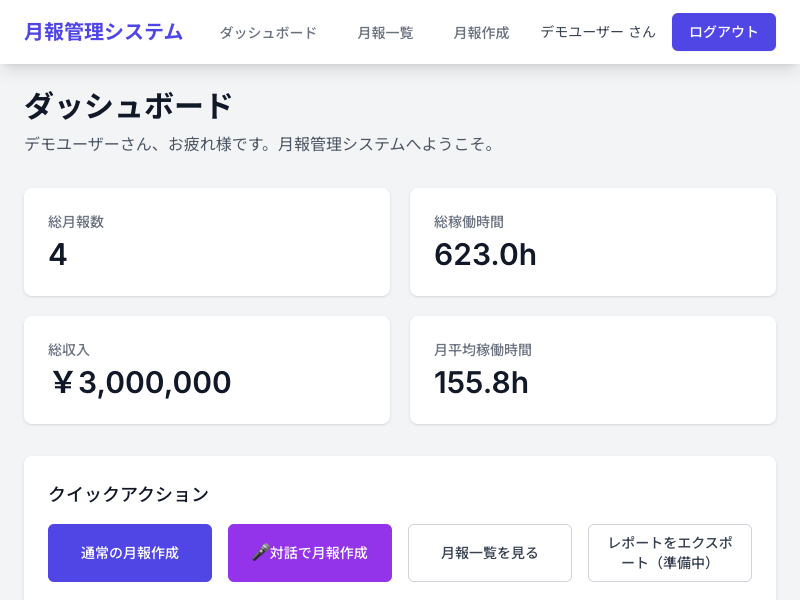 月報管理システム
ダッシュボード
月報一覧
月報作成
デモユーザー さん
ログアウト
ダッシュボード
デモユーザーさん、お疲れ様です。月報管理システムへようこそ。
総月報数
4
総稼働時間
623.0h
総収入
￥3,000,000
月平均稼働時間
155.8h
クイックアクション
通常の月報作成
🎤対話で月報作成
月報一覧を見る
レポートをエクスポ
ート（準備中）